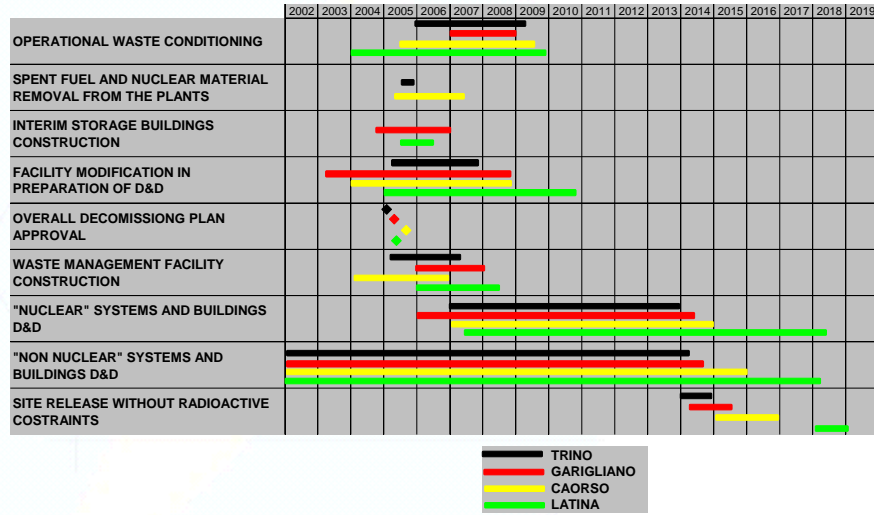 2002 2003 2004 2005 2006 2007 2008 2009 2010 2011 2012 2013 2014 2015 2016 2017 2018 2019
OPERATIONAL WASTE CONDITIONING
SPENT FUEL AND NUCLEAR MATERIAL
REMOVAL FROM THE PLANTS
INTERIM STORAGE BUILDINGS
CONSTRUCTION
FACILITY MODIFICATION IN
PREPARATION OF D&D
OVERALL DECOMISSIONG PLAN
APPROVAL
WASTE MANAGEMENT FACILITY
CONSTRUCTION
"NUCLEAR" SYSTEMS AND BUILDINGS
D&D
"NON NUCLEAR" SYSTEMS AND
BUILDINGS D&D
SITE RELEASE WITHOUT RADIOACTIVE
COSTRAINTS
TRINO
GARIGLIANO
CAORSO
LATINA